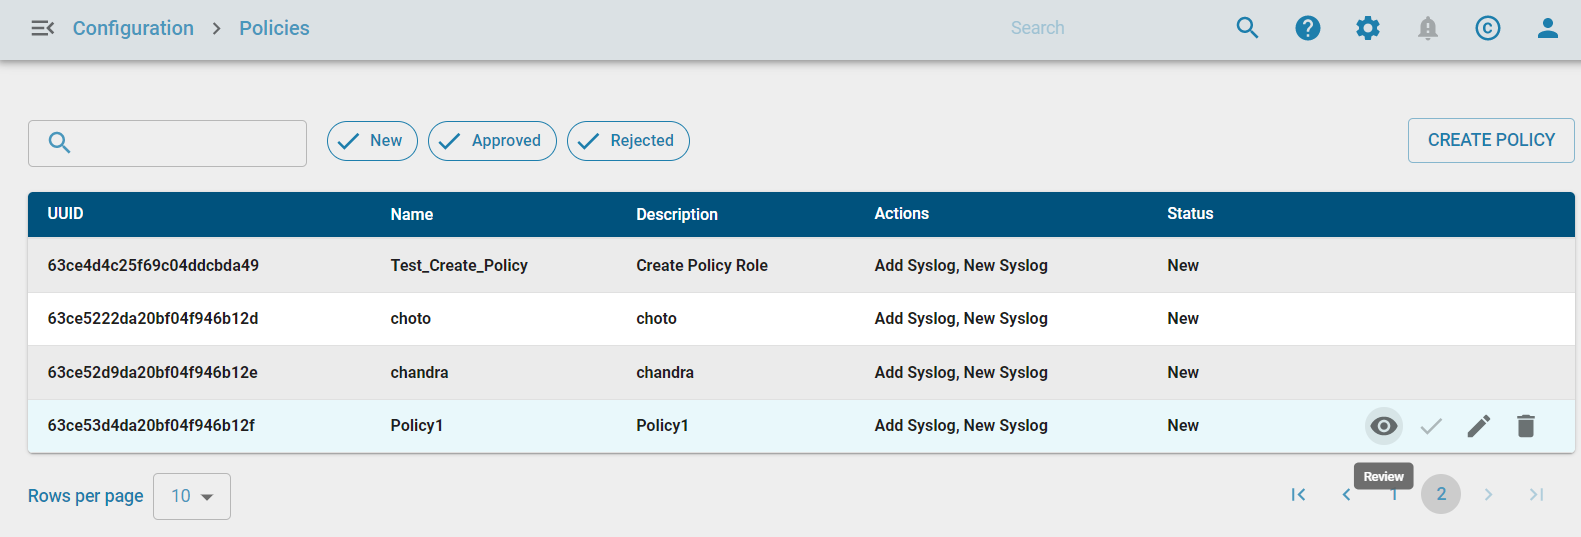 Configuration > Policies Search
New Approved Rejected CREATE POLICY
UUID Name Description Actions Status
63ce4d4c25f69c04ddcbda49 Test_Create_Policy Create Policy Role Add Syslog, New Syslog New
63ce5222da20bf04f946b12d choto choto Add Syslog, New Syslog New
63ce52d9da20bf04f946b12e chandra chandra Add Syslog, New Syslog New
63ce53d4da20bf04f946b12f Policy1 Policy1 Add Syslog, New Syslog New
Review
Rows per page 10 1 2